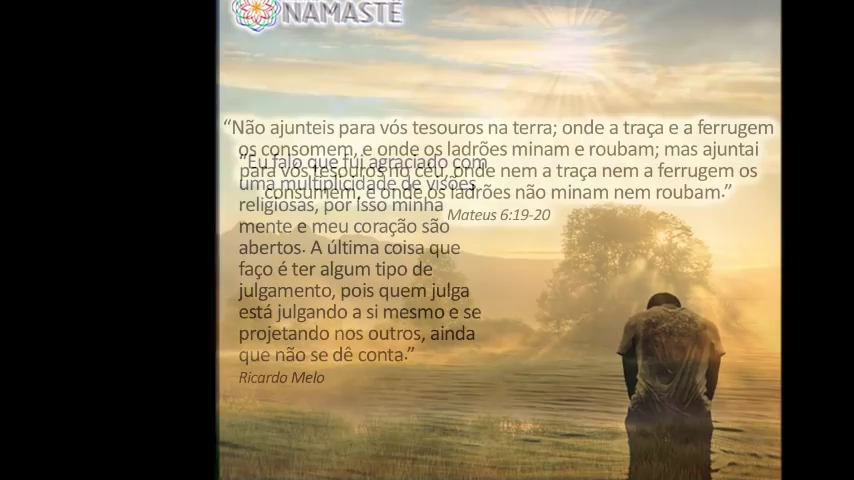 NAMASTÊ
“Não ajunteis para vós tesouros na terra; onde a traça e a ferrugem
os consomem, e onde os ladrões minam e roubam; mas ajuntai
para vós tesouros no céu, onde nem a traça nem a ferrugem os
consumem, e onde os ladrões não minam nem roubam.”
Mateus 6:19-20
“Eu falo que fui agraciado com
uma multiplicidade de visões
religiosas, por isso minha
mente e meu coração são
abertos. A última coisa que
faço é ter algum tipo de
julgamento, pois quem julga
está julgando a si mesmo e se
projetando nos outros, ainda
que não se dê conta.”
Ricardo Melo